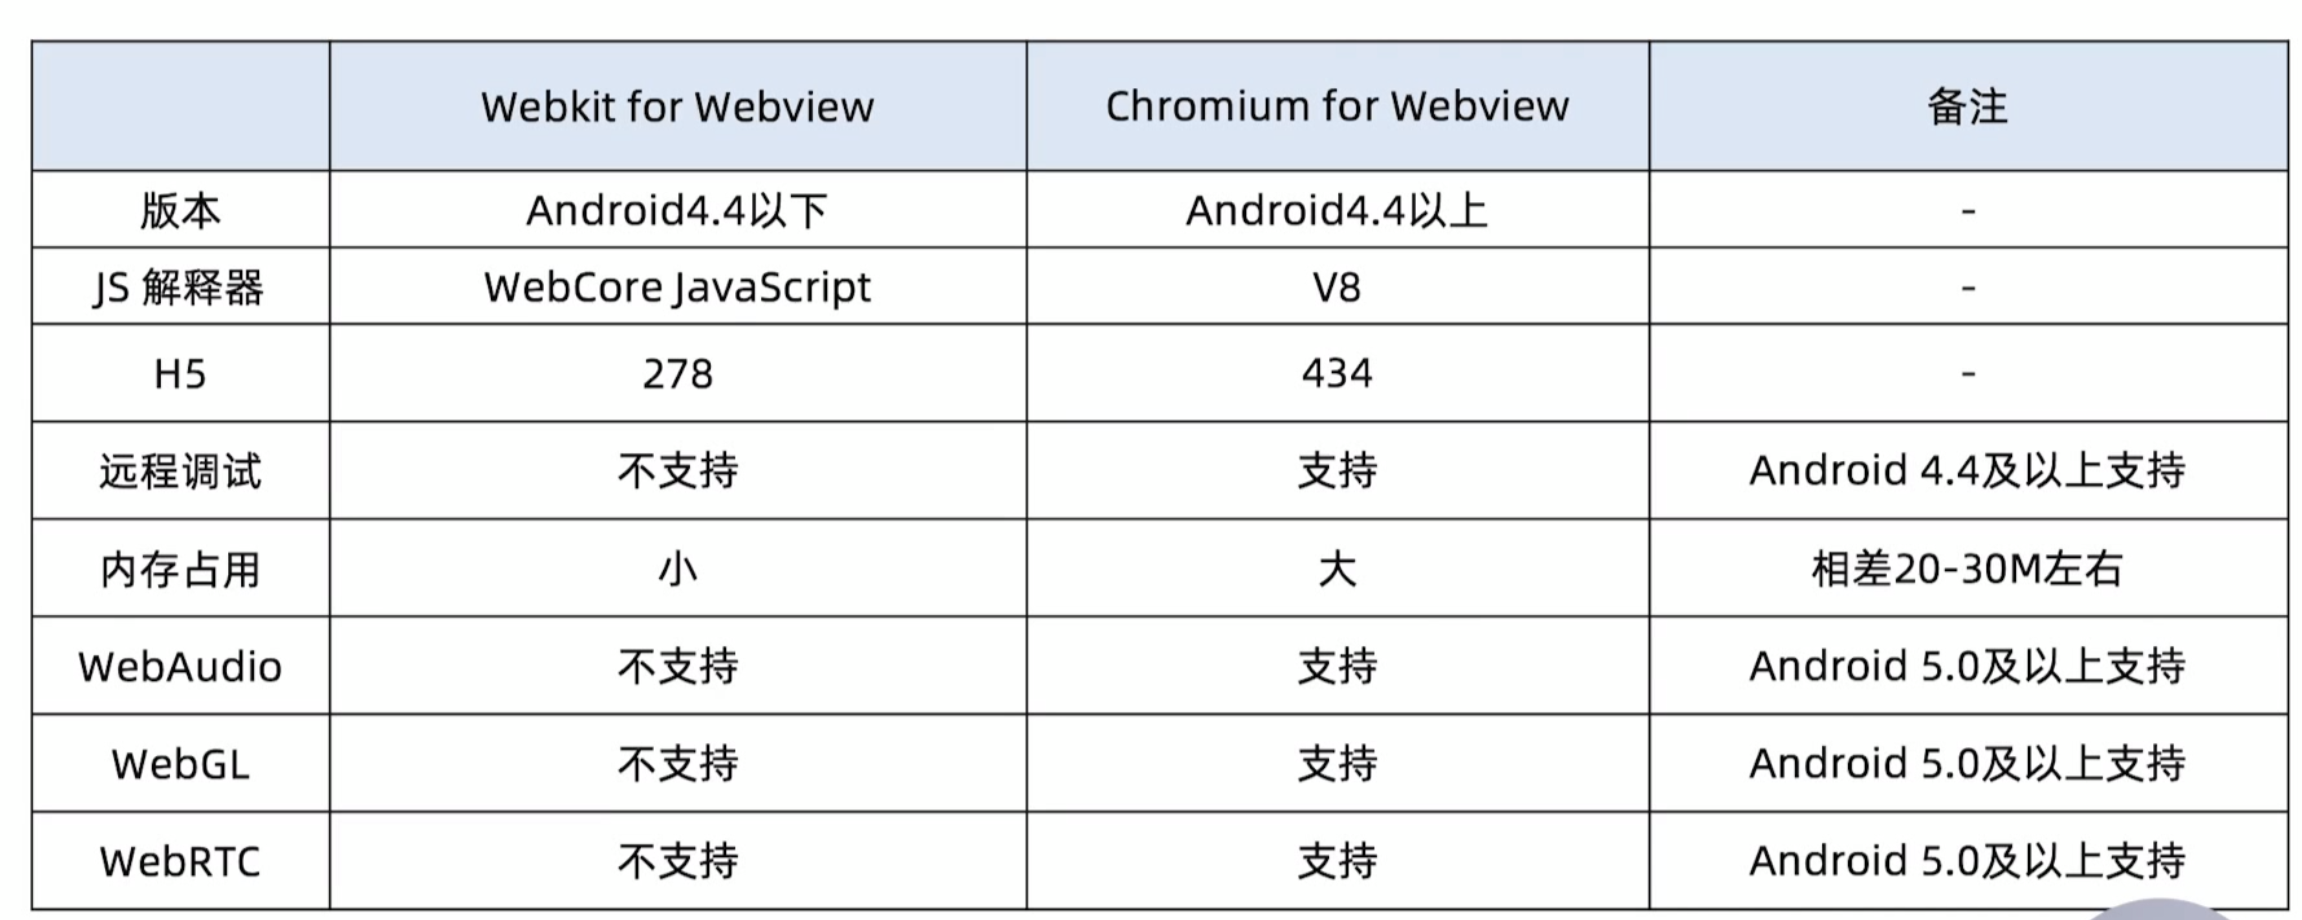 Webkit for Webview Chromium for Webview 备注
版本 Android4.4以下 Android4.4以上 -
JS 解释器 WebCore JavaScript V8 -
H5 278 434 -
远程调试 不支持 支持 Android 4.4及以上支持
内存占用 小 大 相差20-30M左右
WebAudio 不支持 支持 Android 5.0及以上支持
WebGL 不支持 支持 Android 5.0及以上支持
WebRTC 不支持 支持 Android 5.0及以上支持